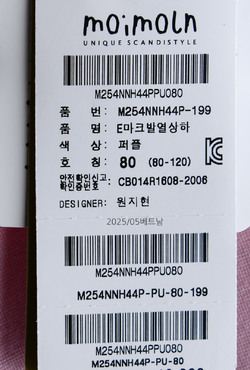 moimoln
UNIQUE SCANDISTYLE
M254NNH44PPU080
품 번: M254NNH44P-199
품 명: E마크발열상하
색 상: 퍼플
호 칭: 80 (80-120)
안전확인신고
확인증번호: CB014R1608-2006
DESIGNER: 원지현
2025/05베트남
M254NNH44PPU080
M254NNH44P-PU-80-199
M254NNH44PPU080
M254NNH44P-PU-80